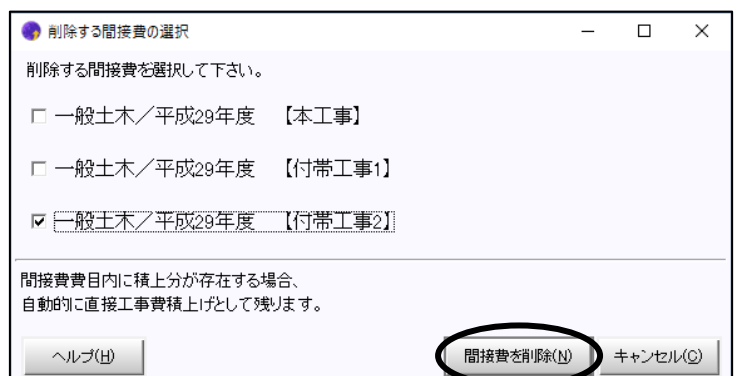 削除する間接費の選択
削除する間接費を選択して下さい。
一般土木／平成29年度 【本工事】
一般土木／平成29年度 【付帯工事1】
一般土木／平成29年度 【付帯工事2】
間接費費目内に積上分が存在する場合、
自動的に直接工事費積上げとして残ります。
ヘルプ(H) 間接費を削除(N) キャンセル(C)